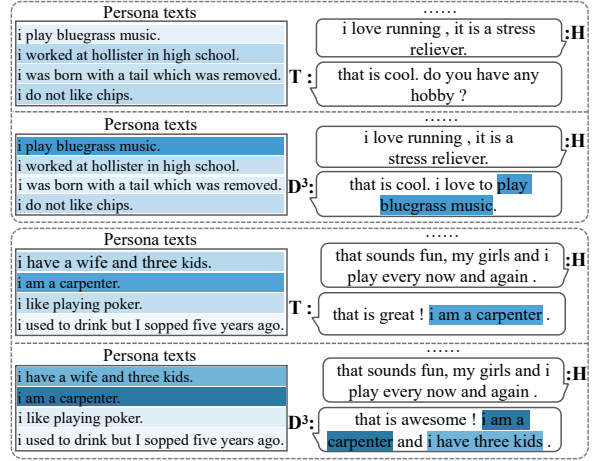 Persona texts
i play bluegrass music.
i worked at hollister in high school.
i was born with a tail which was removed.
i do not like chips.
......
i love running , it is a stress
reliever.
:H
T :
that is cool. do you have any
hobby ?
Persona texts
i play bluegrass music.
i worked at hollister in high school.
i was born with a tail which was removed.
i do not like chips.
......
i love running , it is a
stress reliever.
:H
D³:
that is cool. i love to play
bluegrass music.
Persona texts
i have a wife and three kids.
i am a carpenter.
i like playing poker.
i used to drink but I sopped five years ago.
......
that sounds fun, my girls and i
play every now and again .
:H
T :
that is great ! i am a carpenter .
Persona texts
i have a wife and three kids.
i am a carpenter.
i like playing poker.
i used to drink but I sopped five years ago.
......
that sounds fun, my girls and i
play every now and again .
:H
D³:
that is awesome ! i am a
carpenter and i have three kids .